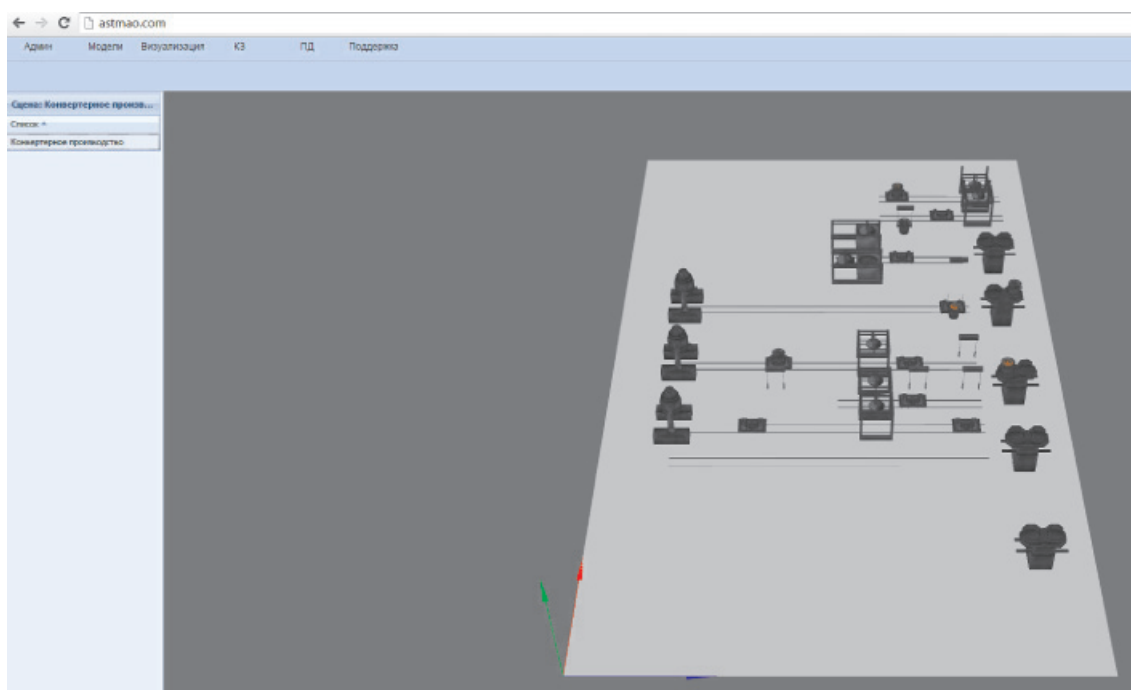 astmao.com
Админ Модели Визуализация КЗ ПД Поддержка
Сцена: Конвертерное произв...
Список
Конвертерное производство